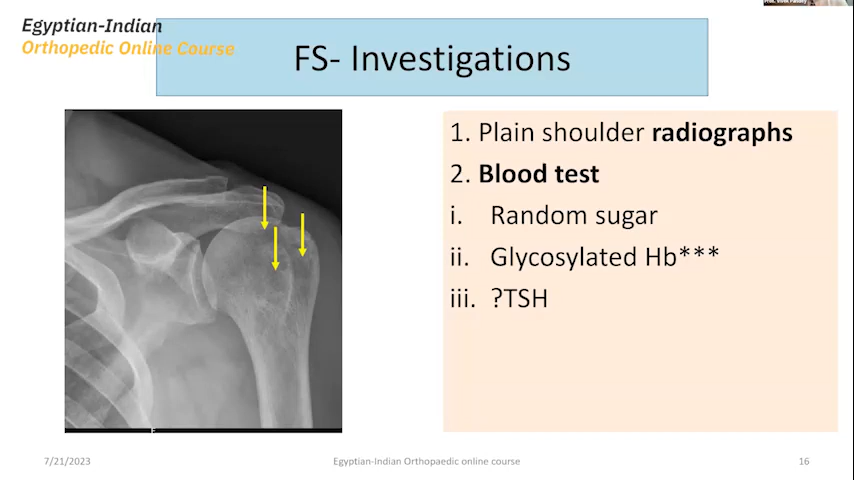 Egyptian-Indian
Orthopedic Online Course
FS- Investigations
1. Plain shoulder radiographs
2. Blood test
i. Random sugar
ii. Glycosylated Hb***
iii. ?TSH
7/21/2023
Egyptian-Indian Orthopaedic online course
16